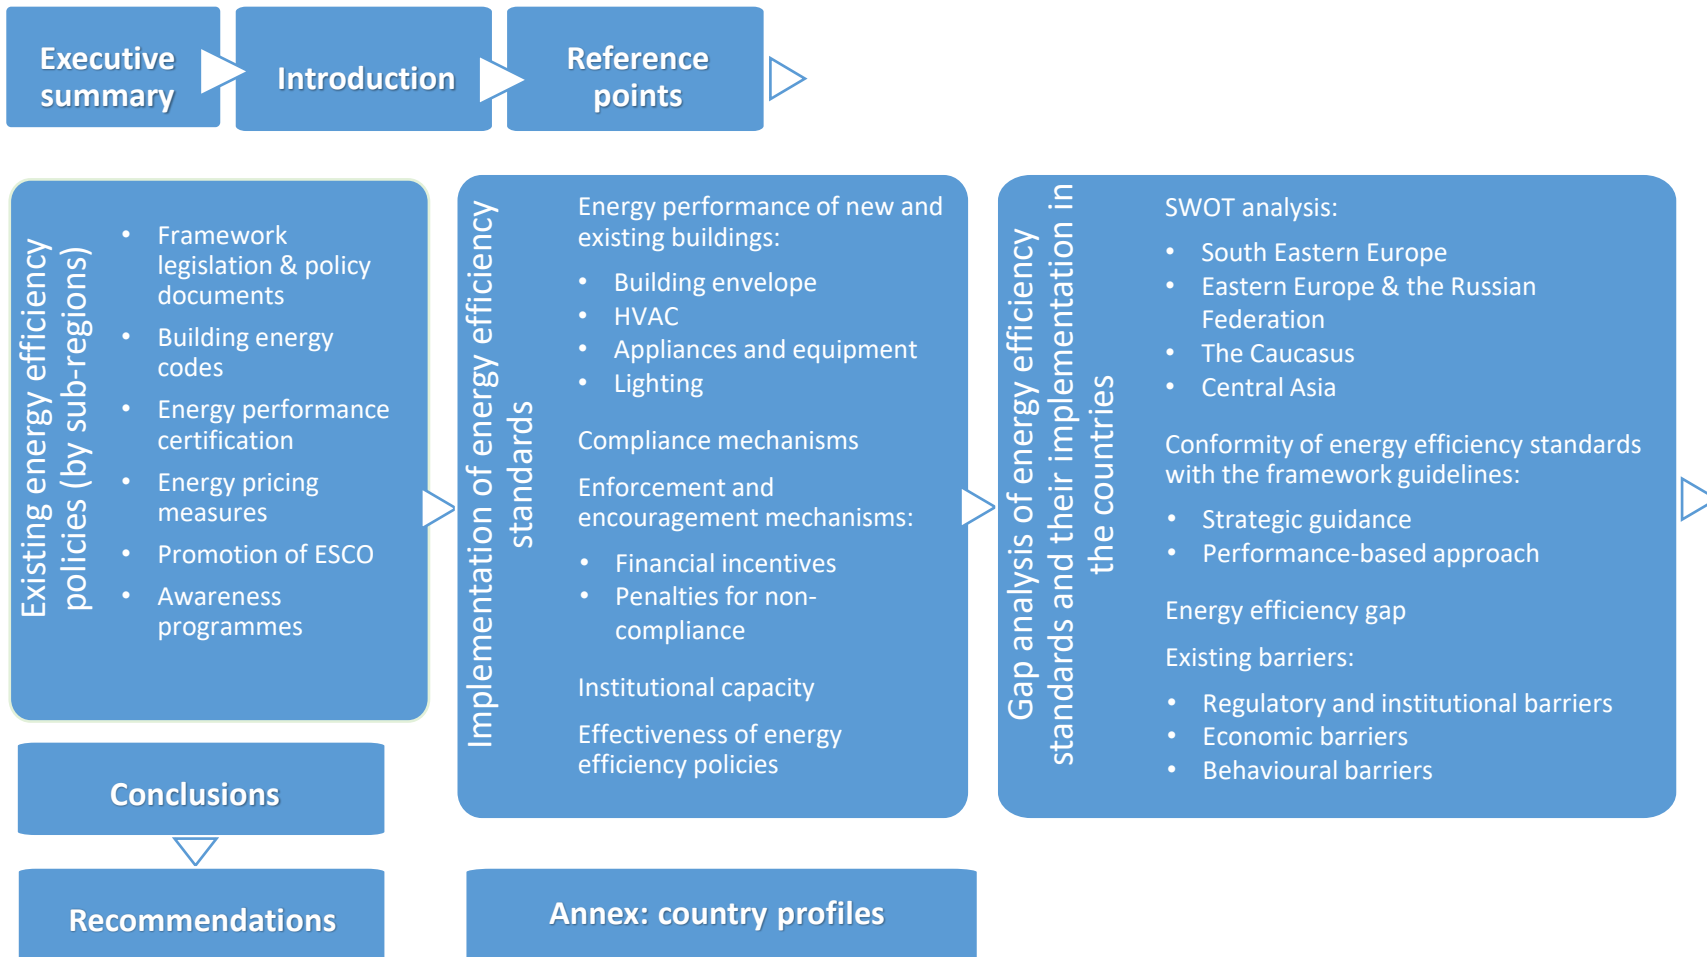 Executive
summary
Introduction
Reference
points
Existing energy efficiency
policies (by sub-regions)
• Framework
legislation & policy
documents
• Building energy
codes
• Energy performance
certification
• Energy pricing
measures
• Promotion of ESCO
• Awareness
programmes
Implementation of energy efficiency
standards
Energy performance of new and
existing buildings:
• Building envelope
• HVAC
• Appliances and equipment
• Lighting
Compliance mechanisms
Enforcement and
encouragement mechanisms:
• Financial incentives
• Penalties for non-
compliance
Institutional capacity
Effectiveness of energy
efficiency policies
Gap analysis of energy efficiency
standards and their implementation in
the countries
SWOT analysis:
• South Eastern Europe
• Eastern Europe & the Russian
Federation
• The Caucasus
• Central Asia
Conformity of energy efficiency standards
with the framework guidelines:
• Strategic guidance
• Performance-based approach
Energy efficiency gap
Existing barriers:
• Regulatory and institutional barriers
• Economic barriers
• Behavioural barriers
Conclusions
Recommendations
Annex: country profiles